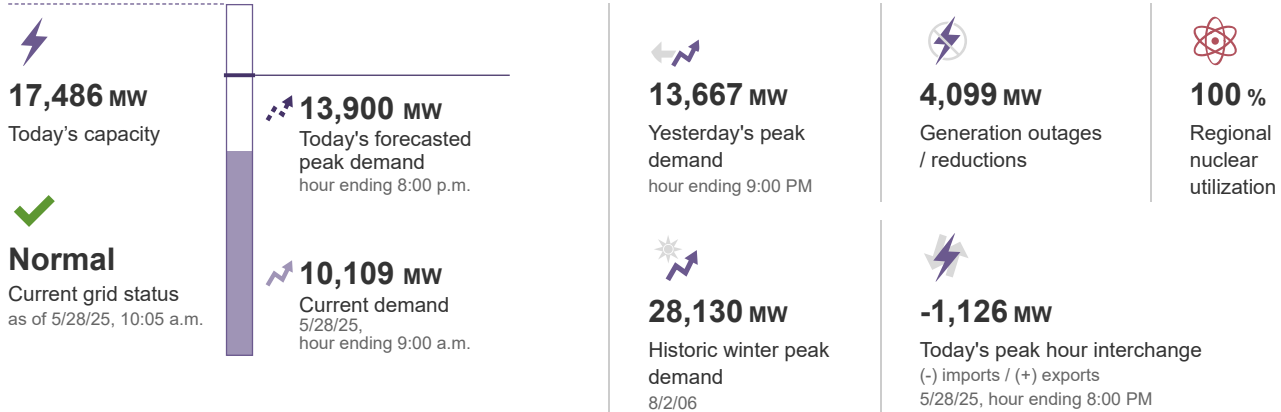 17,486 MW
Today's capacity
Normal
Current grid status
as of 5/28/25, 10:05 a.m.
13,900 MW
Today's forecasted
peak demand
hour ending 8:00 p.m.
10,109 MW
Current demand
5/28/25,
hour ending 9:00 a.m.
13,667 MW
Yesterday's peak
demand
hour ending 9:00 PM
4,099 MW
Generation outages
/ reductions
100 %
Regional
nuclear
utilization
28,130 MW
Historic winter peak
demand
8/2/06
-1,126 MW
Today's peak hour interchange
(-) imports / (+) exports
5/28/25, hour ending 8:00 PM